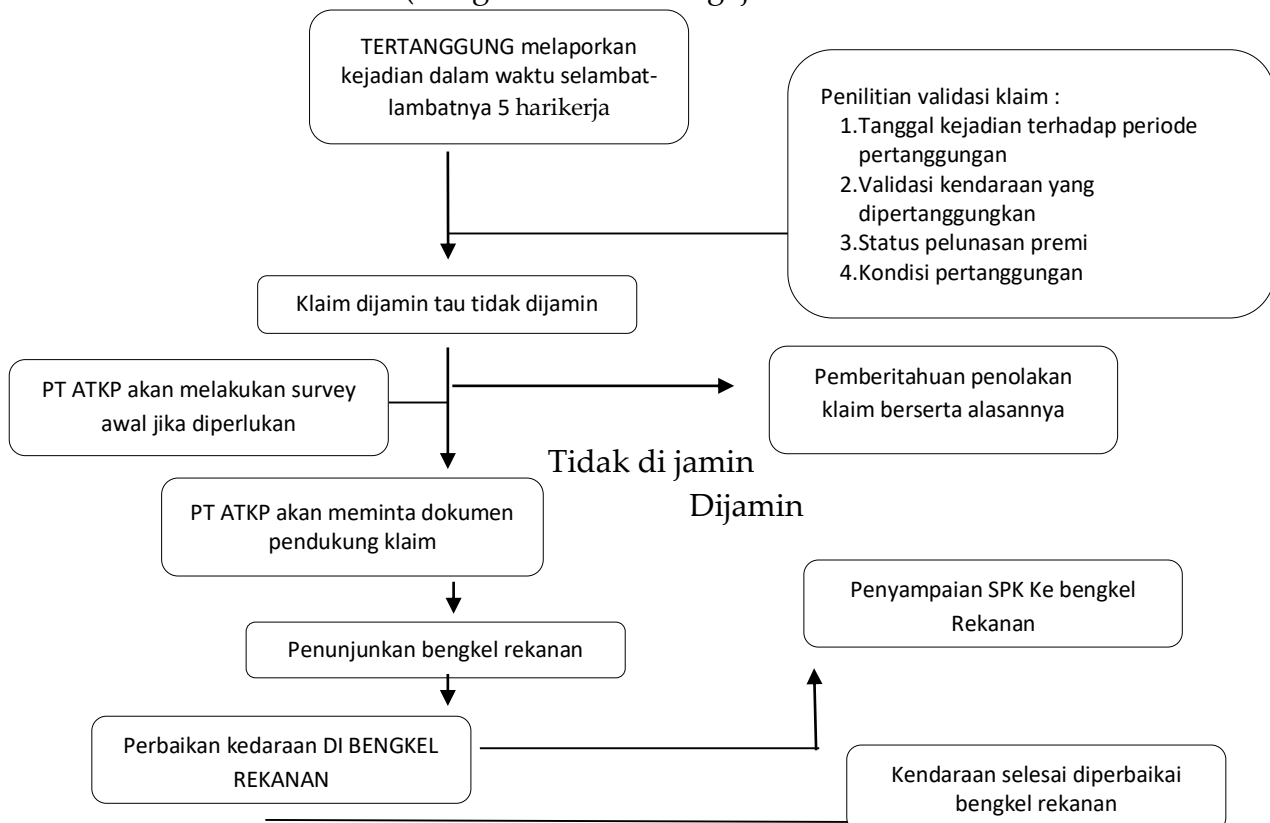 TERTANGGUNG melaporkan
kejadian dalam waktu selambat-
lambatnya 5 harikerja
Penilitian validasi klaim :
1.Tanggal kejadian terhadap periode
pertanggungan
2.Validasi kendaraan yang
dipertanggungkan
3.Status pelunasan premi
4.Kondisi pertanggungan
Klaim dijamin tau tidak dijamin
PT ATKP akan melakukan survey
awal jika diperlukan
Pemberitahuan penolakan
klaim berserta alasannya
Tidak di jamin
Dijamin
PT ATKP akan meminta dokumen
pendukung klaim
Penyampaian SPK Ke bengkel
Rekanan
Penunjunkan bengkel rekanan
Perbaikan kedaraan DI BENGKEL
REKANAN
Kendaraan selesai diperbaikai
bengkel rekanan